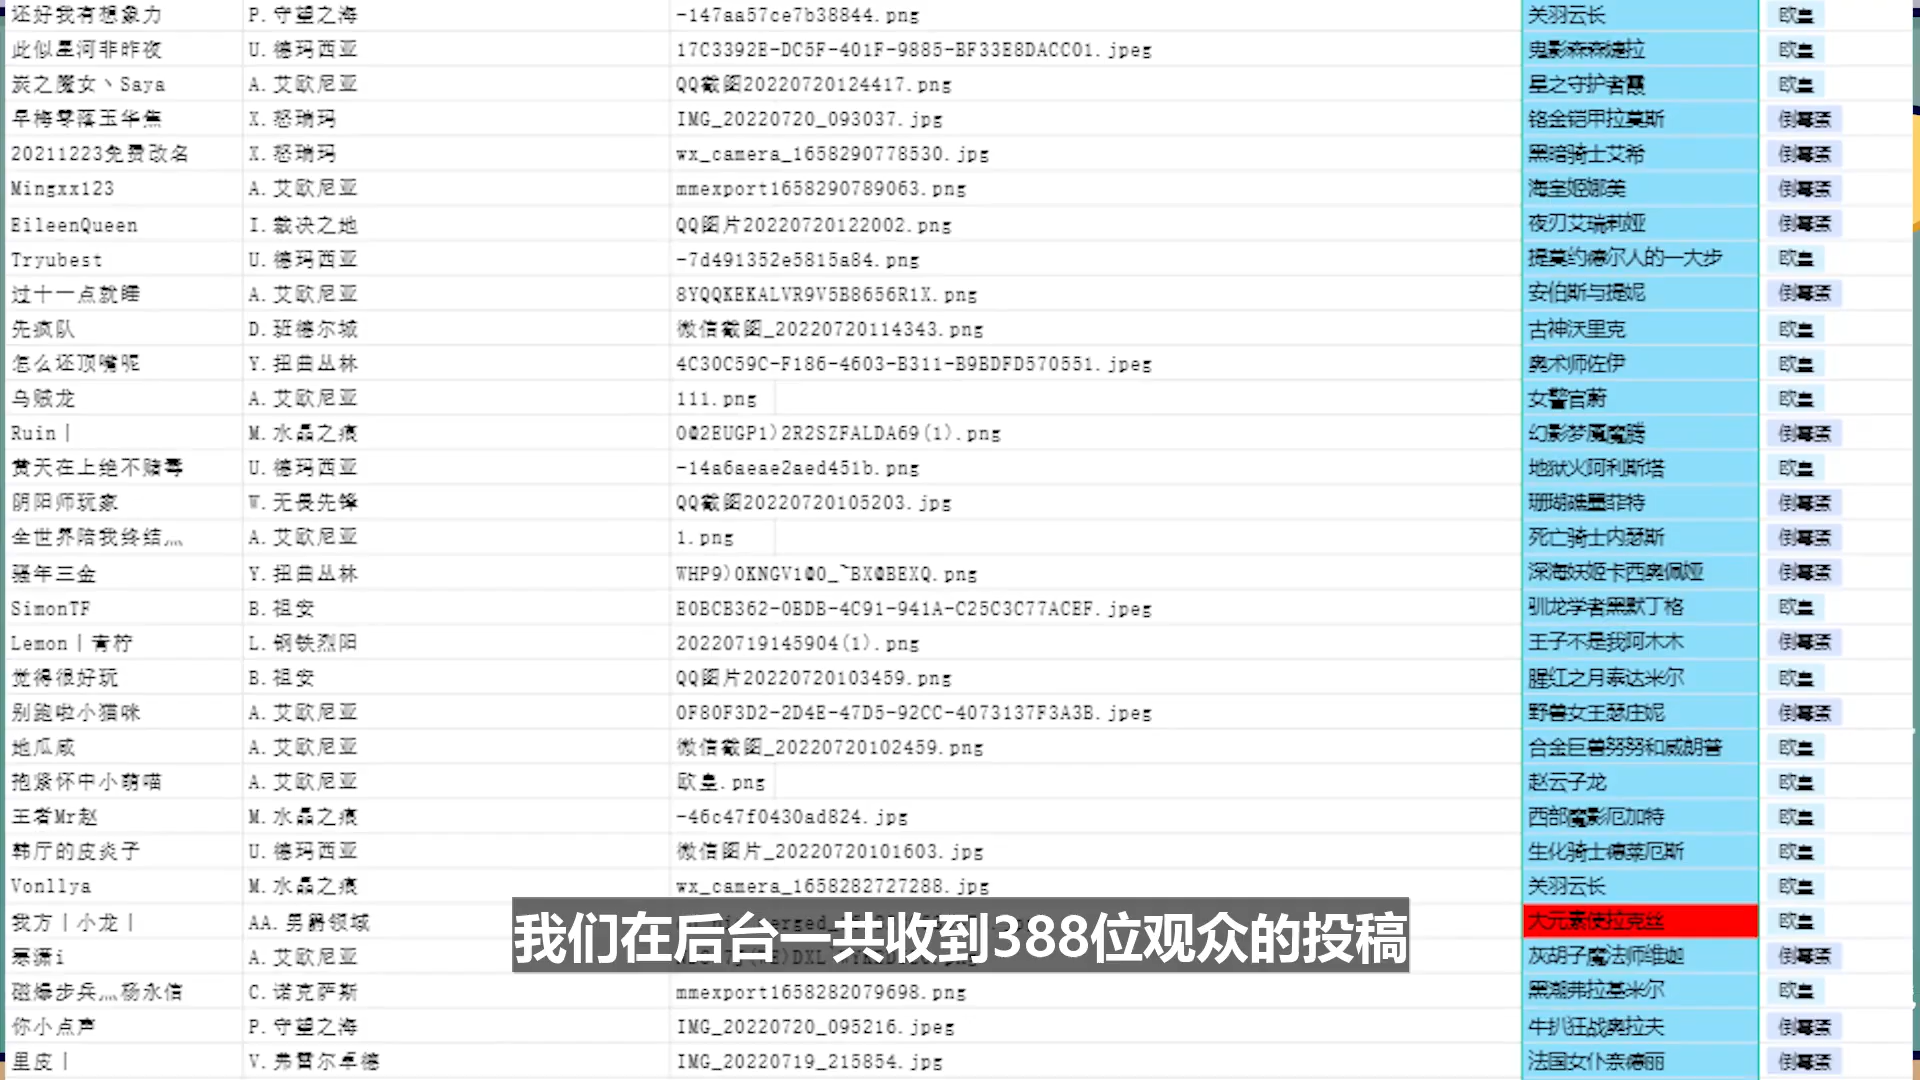 还好我有想象力 P.守望之海 -147aa57ce7b38844.png 关羽云长 欧皇
此似星河非昨夜 U.德玛西亚 17C3392E-DC5F-401F-9885-BF33E8DACC01.jpeg 鬼影森森婕拉 欧皇
炭之魔女丶Saya A.艾欧尼亚 QQ截图20220720124417.png 星之守护者霞 欧皇
早梅零落玉华焦 X.怒瑞玛 IMG_20220720_093037.jpg 铬金铠甲拉莫斯 倒霉蛋
20211223免费改名 X.怒瑞玛 wx_camera_1658290778530.jpg 黑暗骑士艾希 倒霉蛋
Mingxx123 A.艾欧尼亚 mmexport1658290789063.png 海皇姬娜美 倒霉蛋
EileenQueen I.裁决之地 QQ图片20220720122002.png 夜刃艾瑞莉娅 倒霉蛋
Tryubest U.德玛西亚 -7d491352e5815a84.png 提莫约德尔人的一大步 欧皇
过十一点就睡 A.艾欧尼亚 8YQQKEKALVR9V5B8656R1X.png 安伯斯与提妮 倒霉蛋
先疯队 D.班德尔城 微信截图_20220720114343.png 古神沃里克 欧皇
怎么还顶嘴呢 Y.扭曲丛林 4C30C59C-F186-4603-B311-B9BDFD570551.jpeg 奥术师佐伊 欧皇
乌贼龙 A.艾欧尼亚 111.png 女警官蔚 欧皇
Ruin丨 M.水晶之痕 0@2EUGP1)2R2SZFALDA69(1).png 幻影梦魇魔腾 倒霉蛋
黄天在上绝不赌毒 U.德玛西亚 -14a6aeae2aed451b.png 地狱火阿利斯塔 欧皇
阴阳师玩家 W.无畏先锋 QQ截图20220720105203.jpg 珊瑚礁墨菲特 倒霉蛋
全世界陪我终结灬 A.艾欧尼亚 1.png 死亡骑士内瑟斯 倒霉蛋
骚年三金 Y.扭曲丛林 WHP9)0KNGV1@0_~BX@BEXQ.png 深海妖姬卡西奥佩娅 倒霉蛋
SimonTF B.祖安 E0BCB362-0BDB-4C91-941A-C25C3C77ACEF.jpeg 驯龙学者黑默丁格 欧皇
Lemon丨青柠 L.钢铁烈阳 20220719145904(1).png 王子不是我阿木木 倒霉蛋
觉得很好玩 B.祖安 QQ图片20220720103459.png 腥红之月泰达米尔 欧皇
别跑啦小猫咪 A.艾欧尼亚 0F80F3D2-2D4E-47D5-92CC-4073137F3A3B.jpeg 野兽女王瑟庄妮 倒霉蛋
地瓜咸 A.艾欧尼亚 微信截图_20220720102459.png 合金巨兽努努和威朗普 欧皇
抱紧怀中小萌喵 A.艾欧尼亚 欧皇.png 赵云子龙 欧皇
王者Mr赵 M.水晶之痕 -46c47f0430ad824.jpg 西部魔影厄加特 欧皇
韩厅的皮炎子 U.德玛西亚 微信图片_20220720101603.jpg 生化骑士德莱厄斯 欧皇
Vonllya M.水晶之痕 wx_camera_1658282727288.jpg 关羽云长 欧皇
我方丨小龙丨 AA.男爵领域 大元素使拉克丝 欧皇
我们在后台一共收到388位观众的投稿
寒潇i A.艾欧尼亚 灰胡子魔法师维迦 倒霉蛋
磁爆步兵灬杨永信 C.诺克萨斯 mmexport1658282079698.png 黑潮弗拉基米尔 欧皇
你小点声 P.守望之海 IMG_20220720_095216.jpeg 牛扒狂战奥拉夫 倒霉蛋
里皮丨 V.弗雷尔卓德 IMG_20220719_215854.jpg 法国女仆奈德丽 倒霉蛋